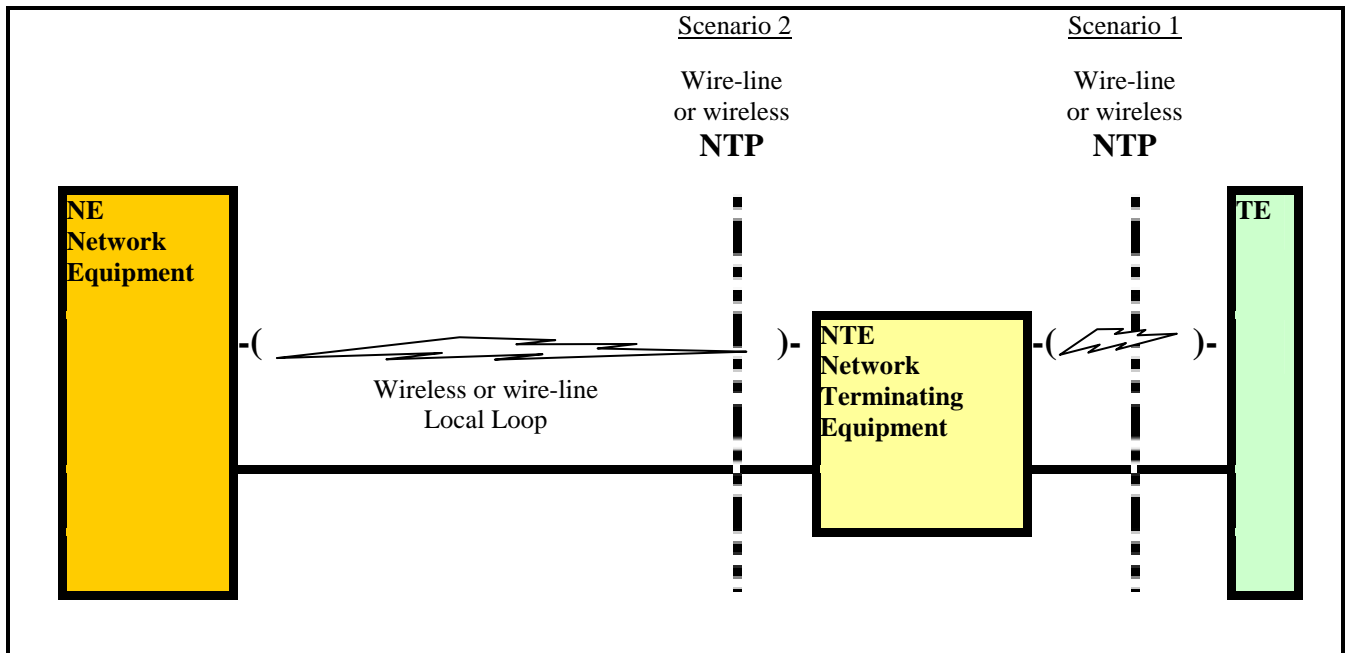 Scenario 2
Wire-line
or wireless
NTP
Scenario 1
Wire-line
or wireless
NTP
NE
Network
Equipment
-(
)-
Wireless or wire-line
Local Loop
NTE
Network
Terminating
Equipment
-(
)-
TE